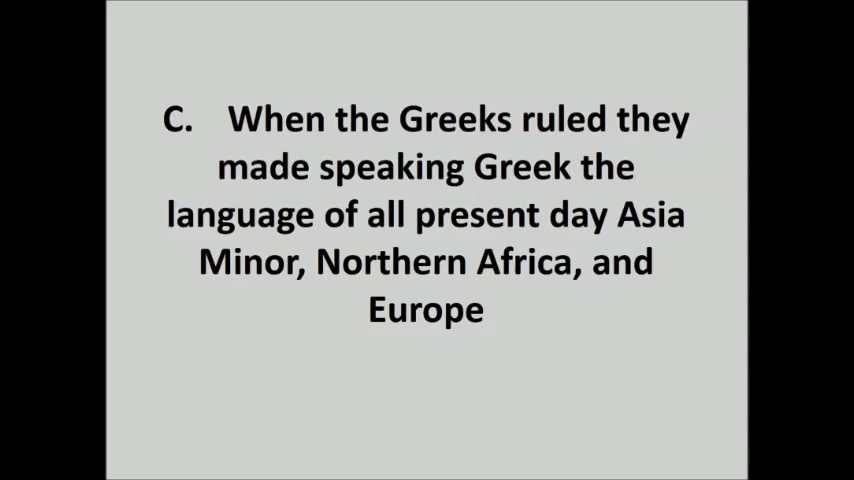 C. When the Greeks ruled they
made speaking Greek the
language of all present day Asia
Minor, Northern Africa, and
Europe